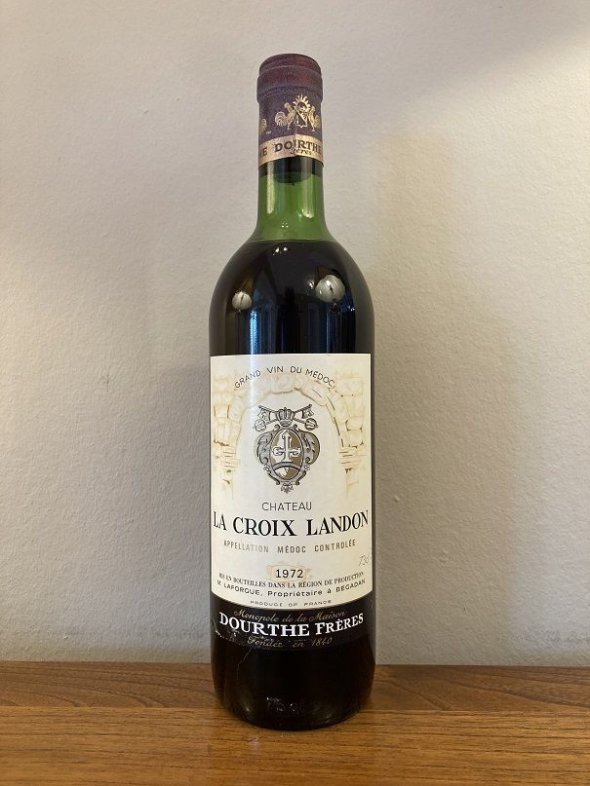 DOURTHE
GRAND VIN DU MÉDOC
CHATEAU
LA CROIX LANDON
APPELLATION MÉDOC CONTROLÉE
1972
MIS EN BOUTEILLES DANS LA RÉGION DE PRODUCTION
M. LAFORGUE, Propriétaire à BEGADAN
PRODUCE OF FRANCE
Monopole de la Maison
DOURTHE FRÈRES
Fondée en 1840